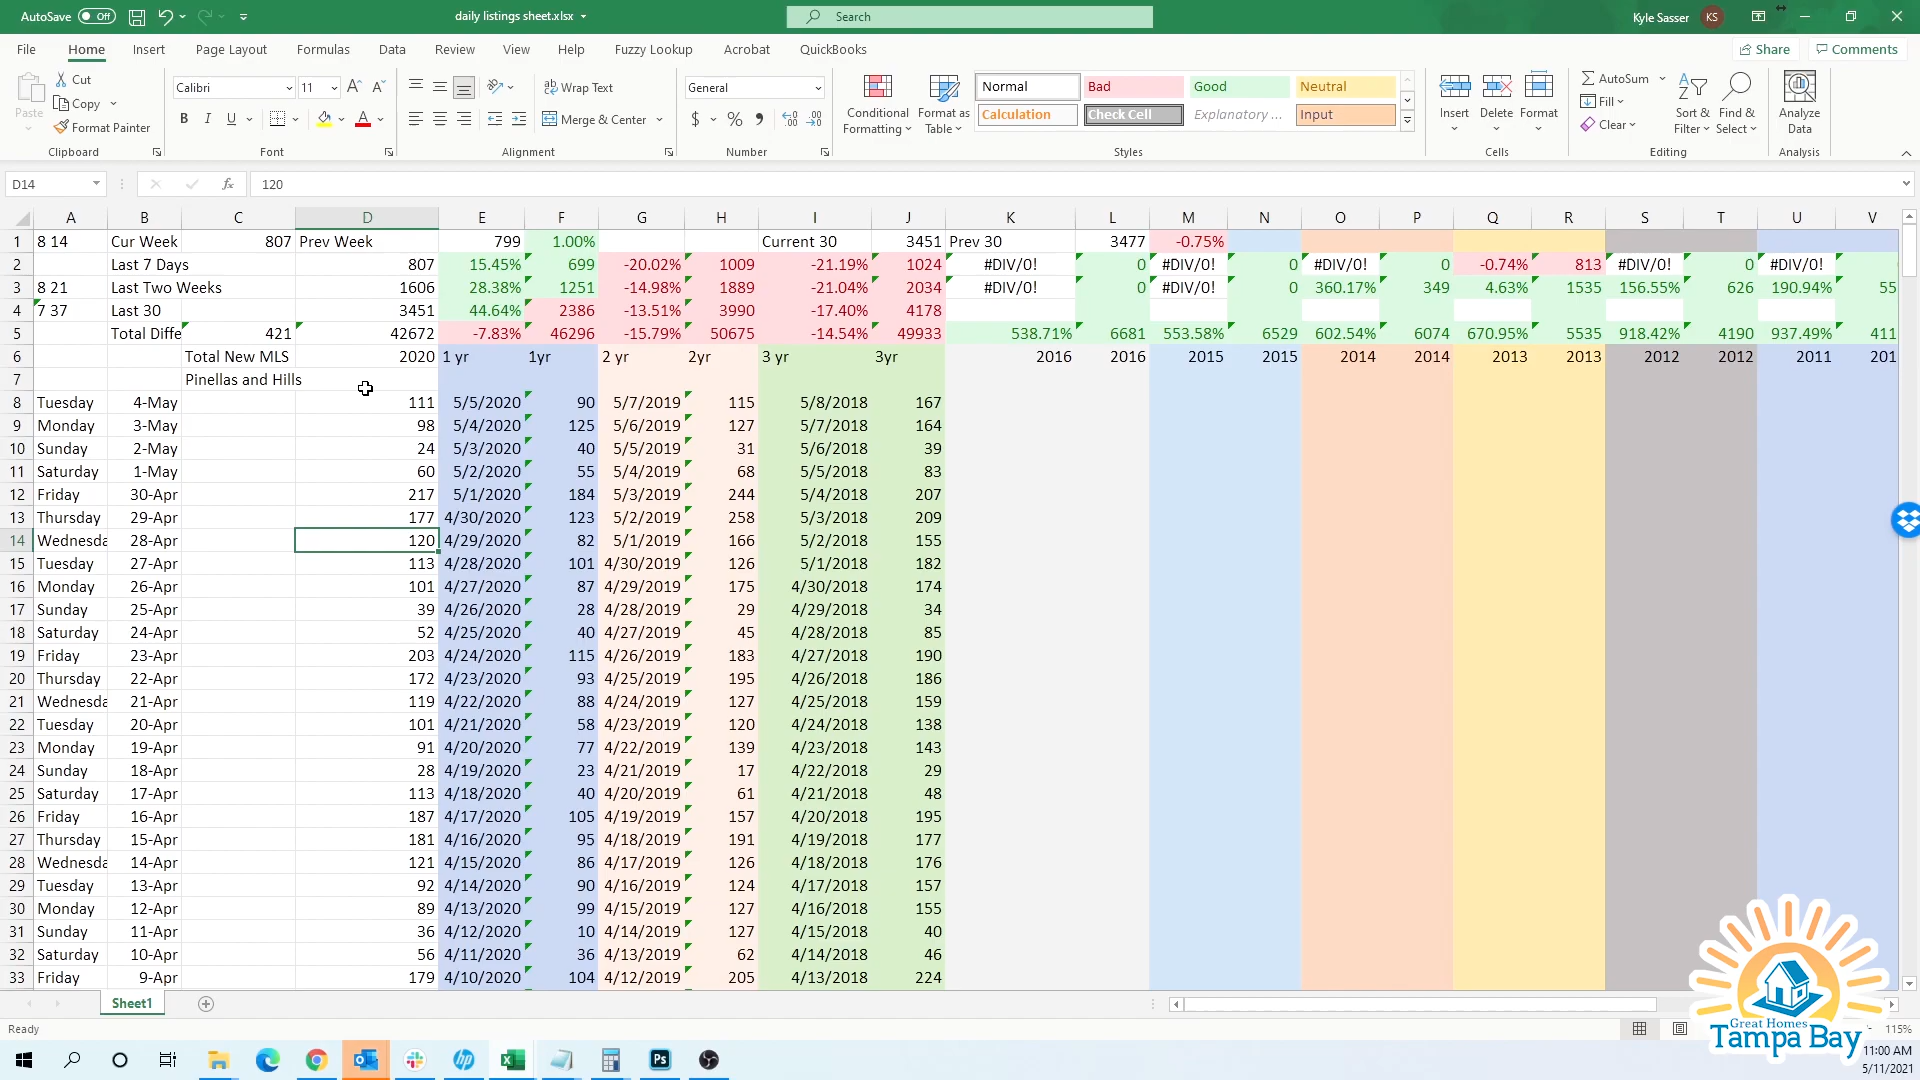 AutoSave Off daily listings sheet.xlsx Search Kyle Sasser KS
File Home Insert Page Layout Formulas Data Review View Help Fuzzy Lookup Acrobat QuickBooks Share Comments
Paste Cut Copy Format Painter Clipboard
Calibri 11 B I U Font
Wrap Text Merge & Center Alignment
General $ % Number
Conditional Formatting Format as Table
Normal Bad Good Neutral
Calculation Check Cell Explanatory ... Input
Styles
Insert Delete Format Cells
AutoSum Fill Clear Sort & Filter Find & Select Editing
Analyze Data Analysis
D14 fx 120
A B C D E F G H I J K L M N O P Q R S T U V
1 8 14 Cur Week 807 Prev Week 799 1.00% Current 30 3451 Prev 30 3477 -0.75%
2 Last 7 Days 807 15.45% 699 -20.02% 1009 -21.19% 1024 #DIV/0! 0 #DIV/0! 0 #DIV/0! 0 -0.74% 813 #DIV/0! 0 #DIV/0!
3 8 21 Last Two Weeks 1606 28.38% 1251 -14.98% 1889 -21.04% 2034 #DIV/0! 0 #DIV/0! 0 360.17% 349 4.63% 1535 156.55% 626 190.94% 55
4 7 37 Last 30 3451 44.64% 2386 -13.51% 3990 -17.40% 4178
5 Total Diffe 421 42672 -7.83% 46296 -15.79% 50675 -14.54% 49933 538.71% 6681 553.58% 6529 602.54% 6074 670.95% 5535 918.42% 4190 937.49% 411
6 Total New MLS 2020 1 yr 1yr 2 yr 2yr 3 yr 3yr 2016 2016 2015 2015 2014 2014 2013 2013 2012 2012 2011 201
7 Pinellas and Hills
8 Tuesday 4-May 111 5/5/2020 90 5/7/2019 115 5/8/2018 167
9 Monday 3-May 98 5/4/2020 125 5/6/2019 127 5/7/2018 164
10 Sunday 2-May 24 5/3/2020 40 5/5/2019 31 5/6/2018 39
11 Saturday 1-May 60 5/2/2020 55 5/4/2019 68 5/5/2018 83
12 Friday 30-Apr 217 5/1/2020 184 5/3/2019 244 5/4/2018 207
13 Thursday 29-Apr 177 4/30/2020 123 5/2/2019 258 5/3/2018 209
14 Wednesda 28-Apr 120 4/29/2020 82 5/1/2019 166 5/2/2018 155
15 Tuesday 27-Apr 113 4/28/2020 101 4/30/2019 126 5/1/2018 182
16 Monday 26-Apr 101 4/27/2020 87 4/29/2019 175 4/30/2018 174
17 Sunday 25-Apr 39 4/26/2020 28 4/28/2019 29 4/29/2018 34
18 Saturday 24-Apr 52 4/25/2020 40 4/27/2019 45 4/28/2018 85
19 Friday 23-Apr 203 4/24/2020 115 4/26/2019 183 4/27/2018 190
20 Thursday 22-Apr 172 4/23/2020 93 4/25/2019 195 4/26/2018 186
21 Wednesda 21-Apr 119 4/22/2020 88 4/24/2019 127 4/25/2018 159
22 Tuesday 20-Apr 101 4/21/2020 58 4/23/2019 120 4/24/2018 138
23 Monday 19-Apr 91 4/20/2020 77 4/22/2019 139 4/23/2018 143
24 Sunday 18-Apr 28 4/19/2020 23 4/21/2019 17 4/22/2018 29
25 Saturday 17-Apr 113 4/18/2020 40 4/20/2019 61 4/21/2018 48
26 Friday 16-Apr 187 4/17/2020 105 4/19/2019 157 4/20/2018 195
27 Thursday 15-Apr 181 4/16/2020 95 4/18/2019 191 4/19/2018 177
28 Wednesda 14-Apr 121 4/15/2020 86 4/17/2019 126 4/18/2018 176
29 Tuesday 13-Apr 92 4/14/2020 90 4/16/2019 124 4/17/2018 157
30 Monday 12-Apr 89 4/13/2020 99 4/15/2019 127 4/16/2018 155
31 Sunday 11-Apr 36 4/12/2020 10 4/14/2019 127 4/15/2018 40
32 Saturday 10-Apr 56 4/11/2020 36 4/13/2019 62 4/14/2018 46
33 Friday 9-Apr 179 4/10/2020 104 4/12/2019 205 4/13/2018 224
Sheet1
Ready 115%
Great Homes
Tampa Bay
11:00 AM
5/11/2021